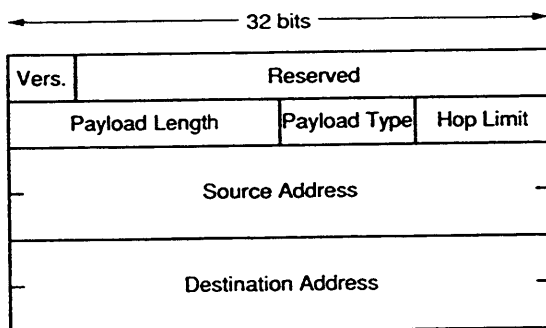 32 bits
Vers. Reserved
Payload Length Payload Type Hop Limit
Source Address
Destination Address